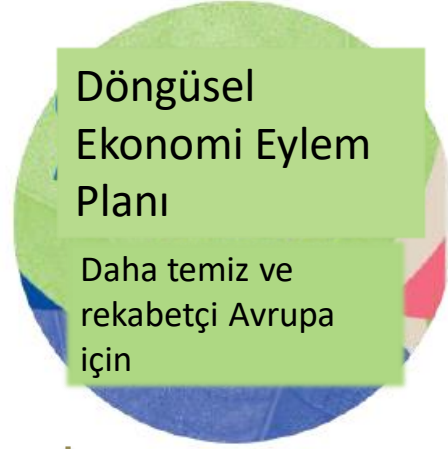 Döngüsel
Ekonomi Eylem
Planı
Daha temiz ve
rekabetçi Avrupa
için